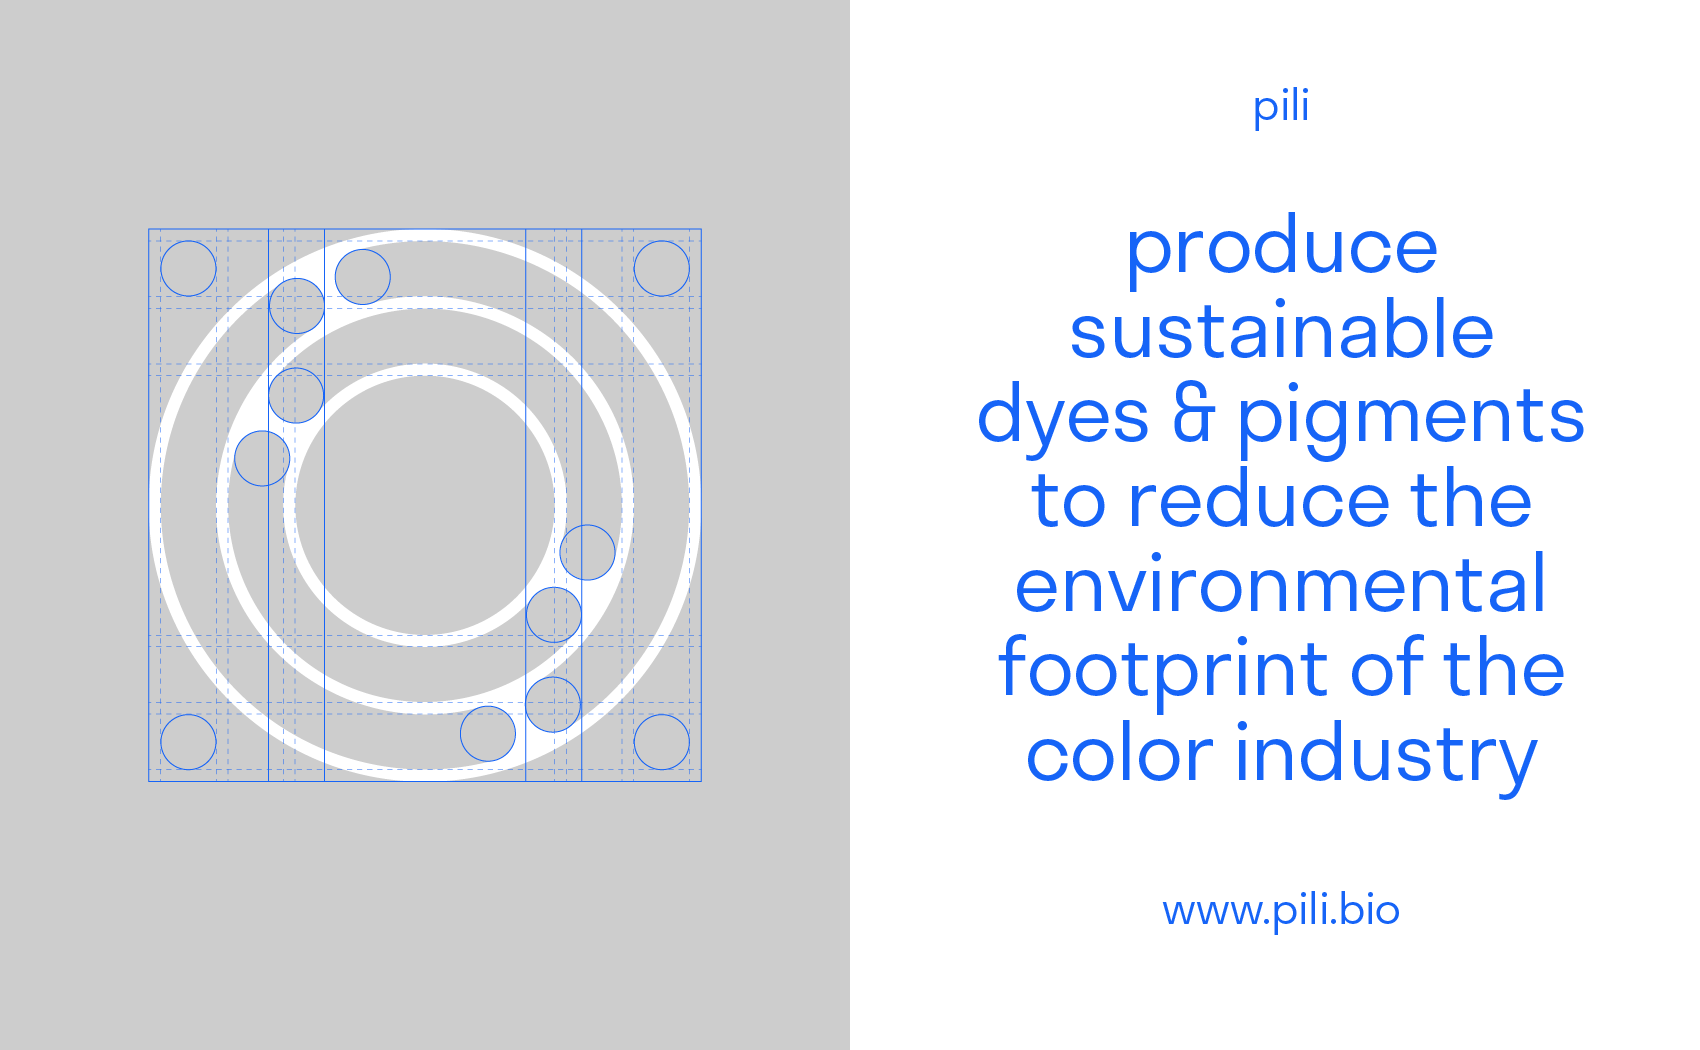 pili
produce
sustainable
dyes & pigments
to reduce the
environmental
footprint of the
color industry
www.pili.bio